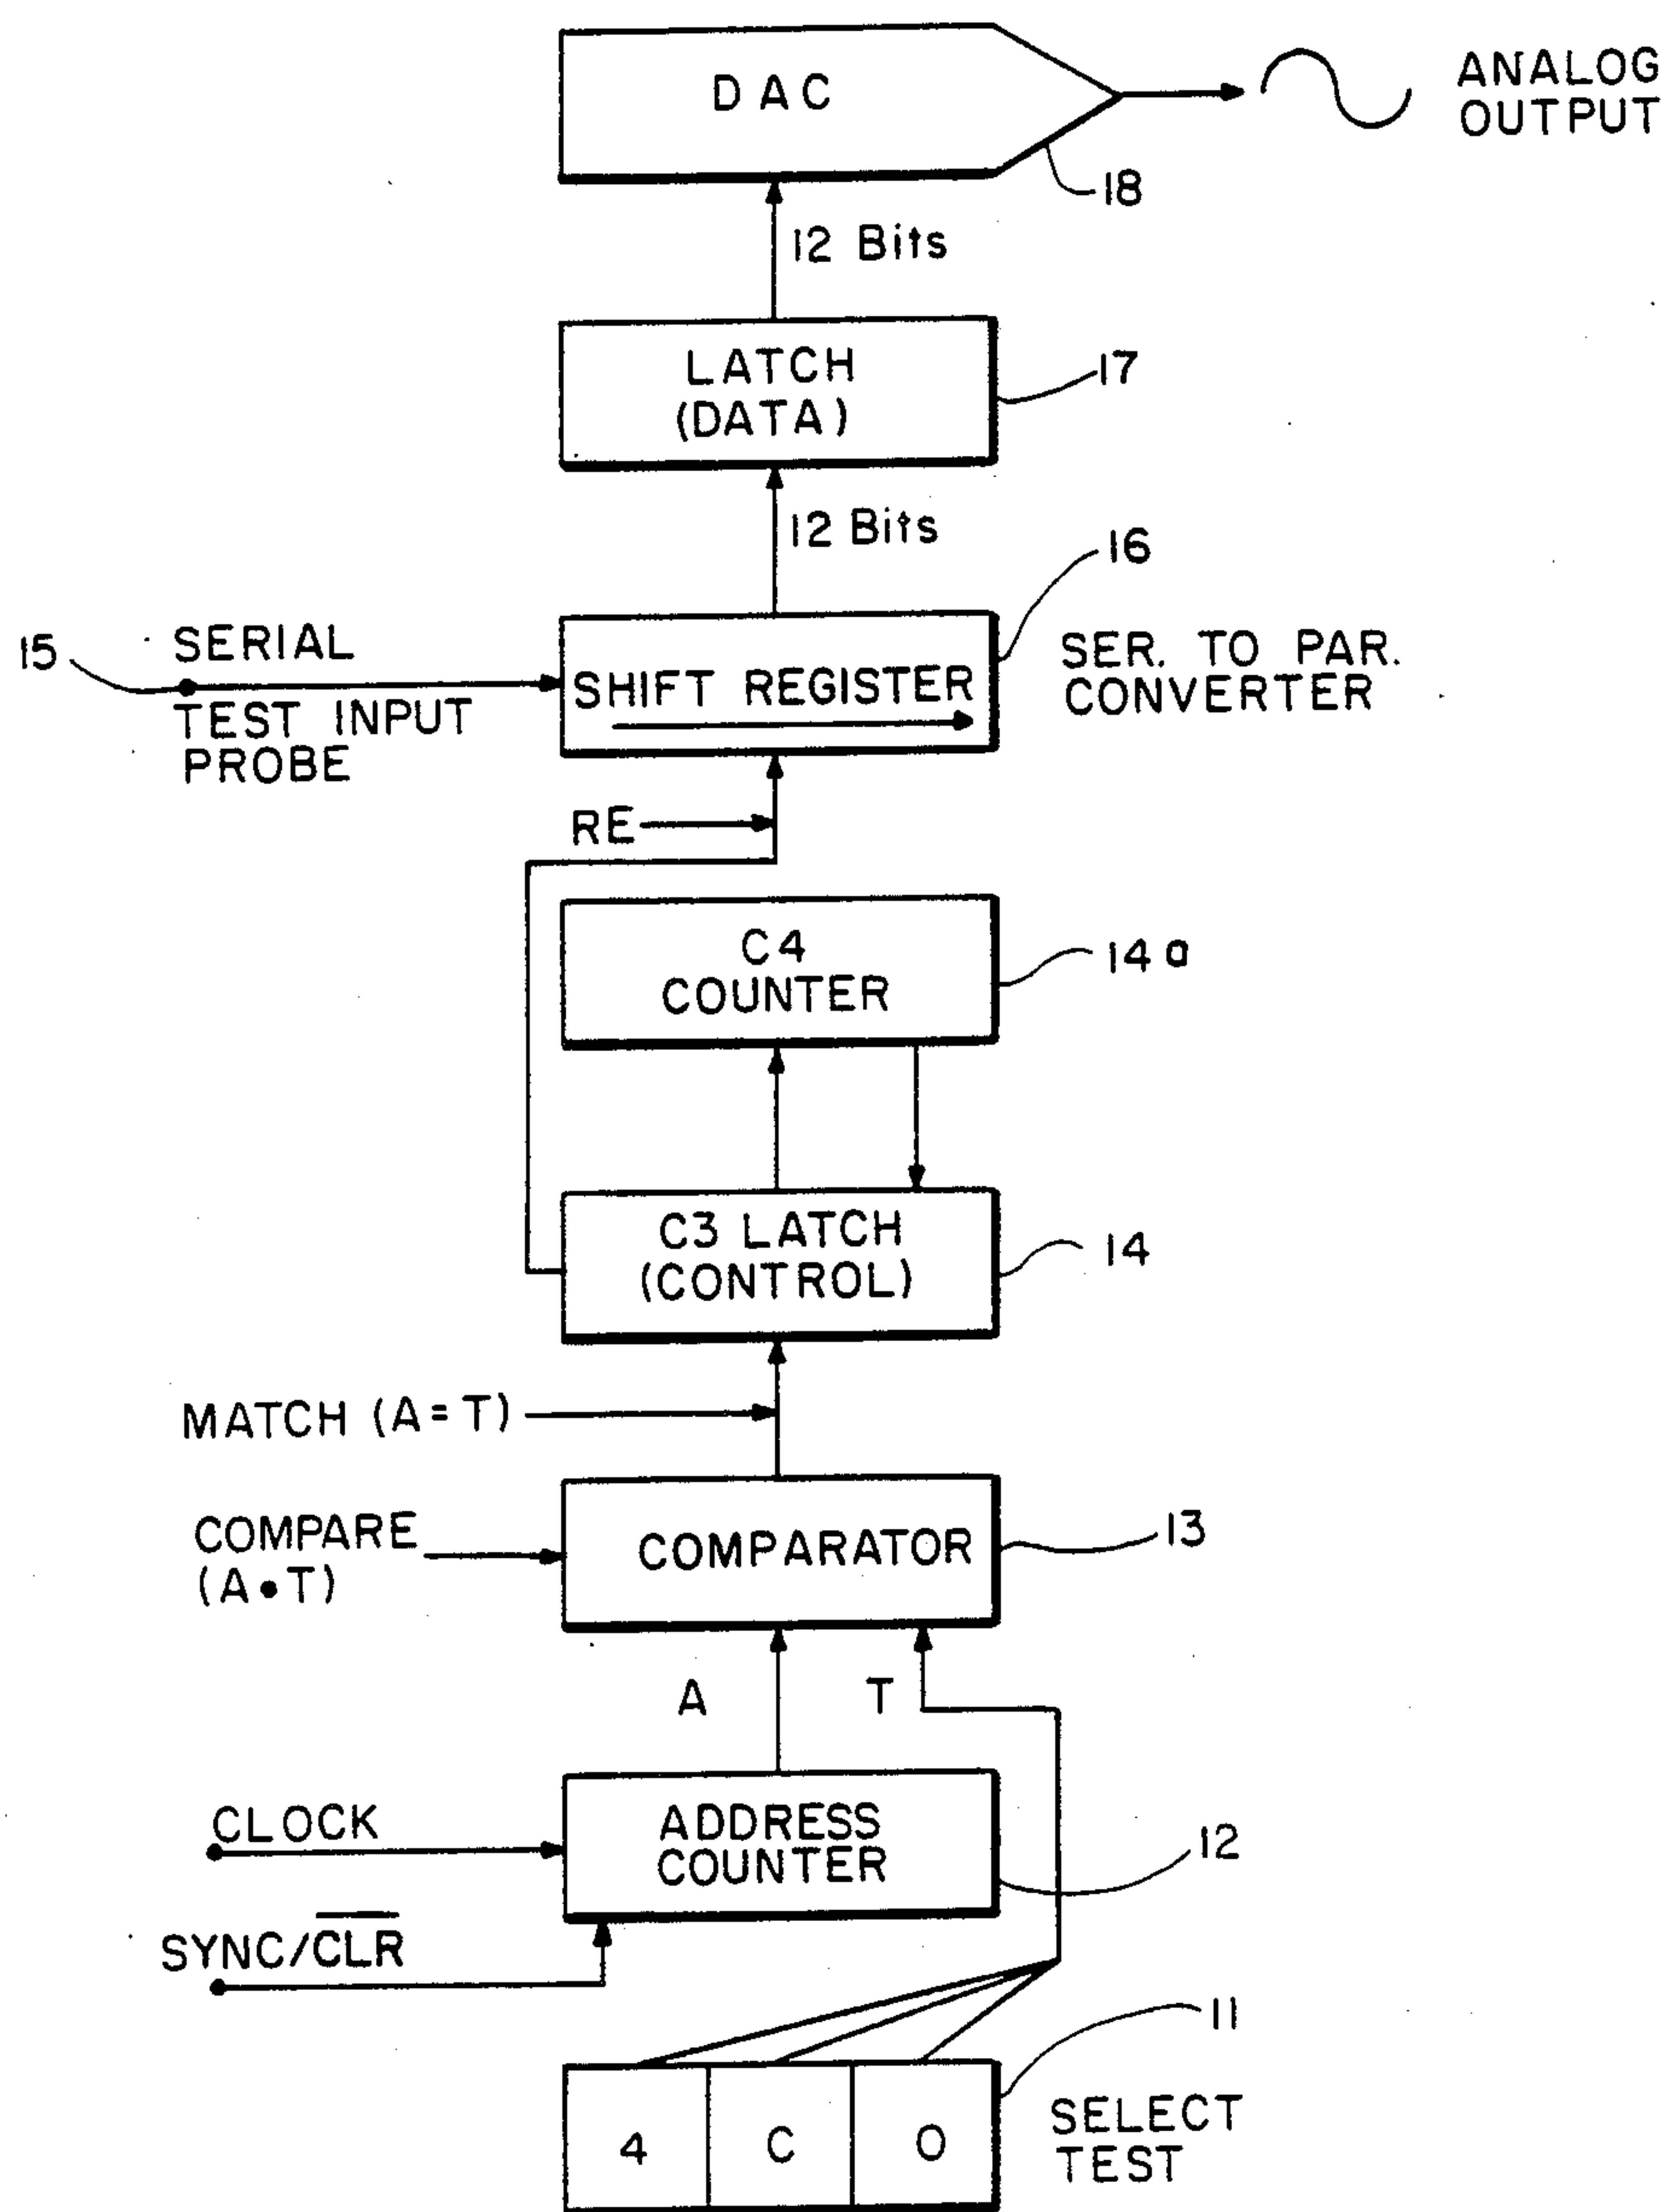 DAC
ANALOG
OUTPUT
18
12 Bits
LATCH
(DATA)
17
12 Bits
16
15
SERIAL
TEST INPUT
PROBE
SHIFT REGISTER
SER. TO PAR.
CONVERTER
RE
C4
COUNTER
14a
C3 LATCH
(CONTROL)
14
MATCH (A=T)
COMPARE
(A•T)
COMPARATOR
13
A
T
CLOCK
ADDRESS
COUNTER
12
SYNC/C̅L̅R̅
11
4
C
0
SELECT
TEST